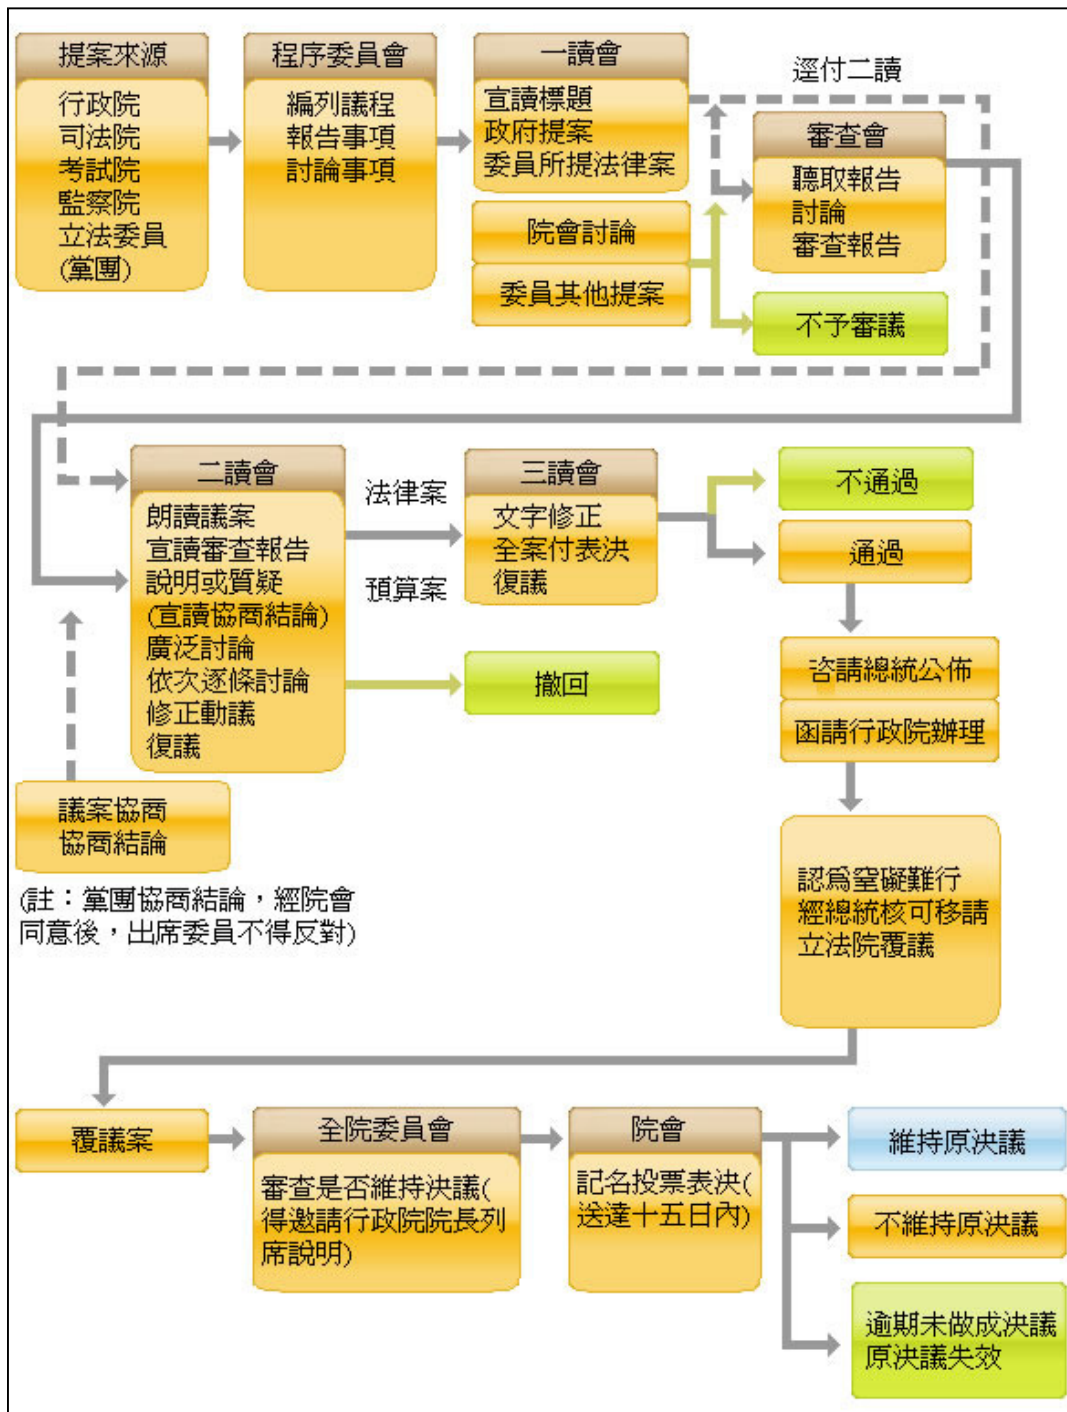 提案來源
行政院
司法院
考試院
監察院
立法委員
(黨團)
程序委員會
編列議程
報告事項
討論事項
一讀會
宣讀標題
政府提案
委員所提法律案
院會討論
委員其他提案
逕付二讀
審查會
聽取報告
討論
審查報告
不予審議
二讀會
朗讀議案
宣讀審查報告
說明或質疑
(宣讀協商結論)
廣泛討論
依次逐條討論
修正動議
復議
法律案
預算案
三讀會
文字修正
全案付表決
復議
撤回
不通過
通過
咨請總統公佈
函請行政院辦理
議案協商
協商結論
(註：黨團協商結論，經院會
同意後，出席委員不得反對)
認為窒礙難行
經總統核可移請
立法院覆議
覆議案
全院委員會
審查是否維持決議(
得邀請行政院院長列
席說明)
院會
記名投票表決(
送達十五日內)
維持原決議
不維持原決議
逾期未做成決議
原決議失效